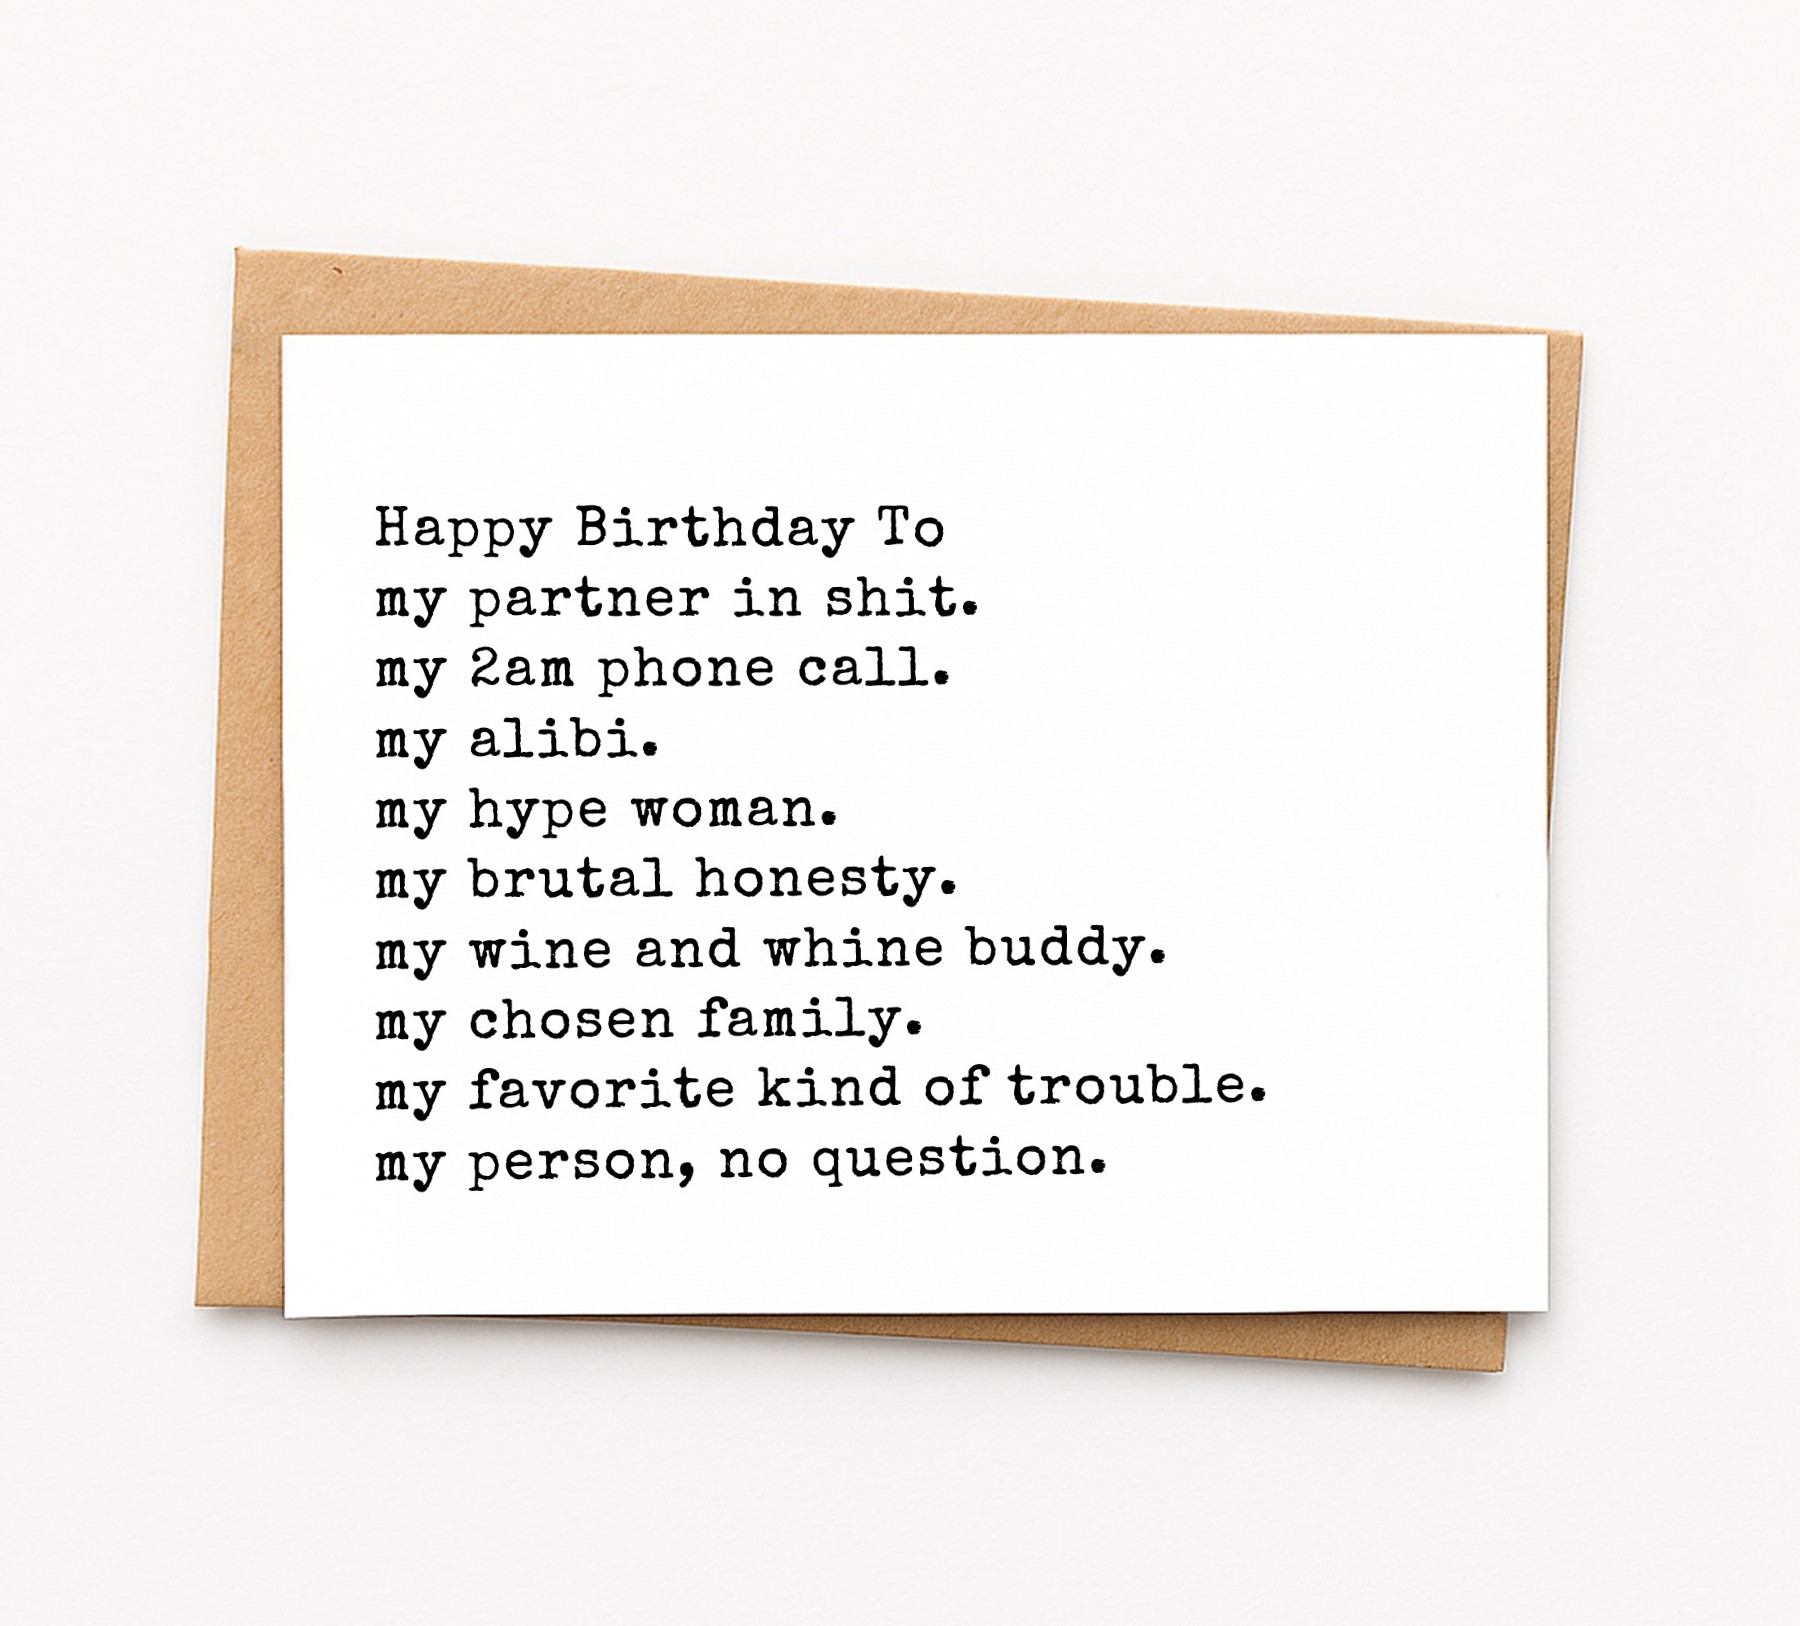 Happy Birthday To
my partner in shit.
my 2am phone call.
my alibi.
my hype woman.
my brutal honesty.
my wine and whine buddy.
my chosen family.
my favorite kind of trouble.
my person, no question.